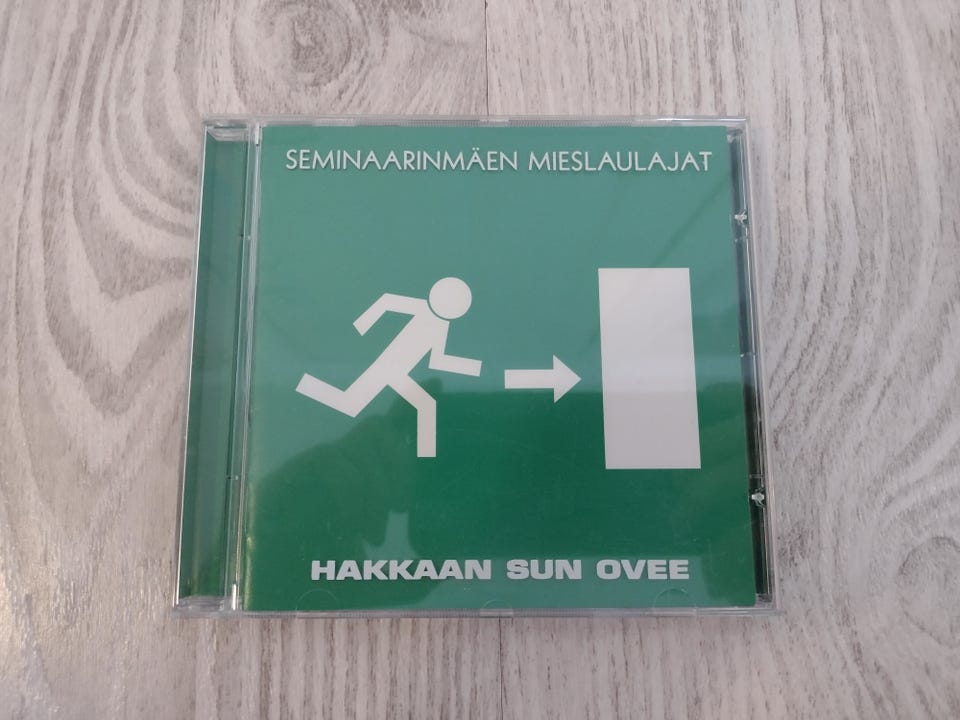 SEMINAARINMÄEN MIESLAULAJAT
HAKKAAN SUN OVEE